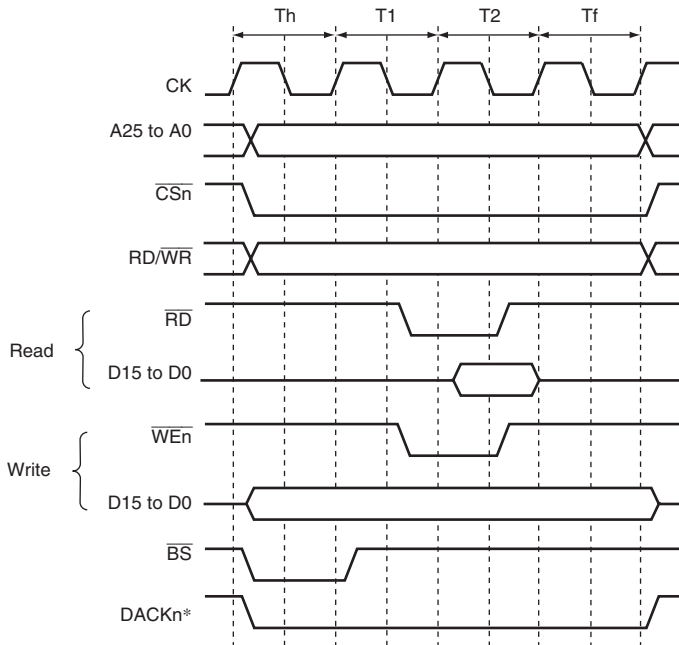 Th T1 T2 Tf
CK
A25 to A0
CSn
RD/WR
RD
Read
D15 to D0
WEn
Write
D15 to D0
BS
DACKn*